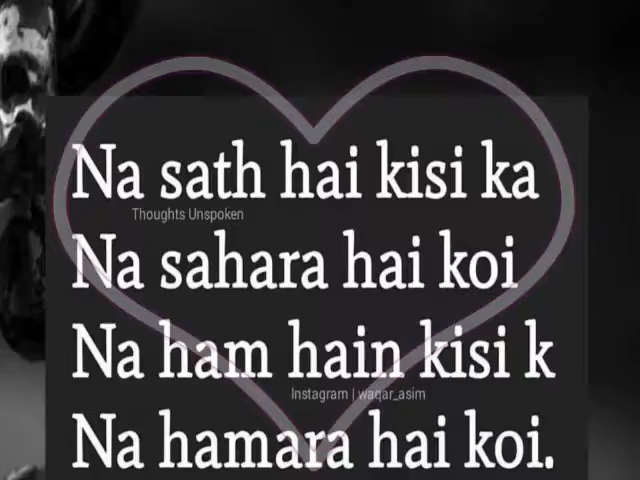 Na sath hai kisi ka
Thoughts Unspoken
Na sahara hai koi
Na ham hain kisi k
Instagram | waqar_asim
Na hamara hai koi.